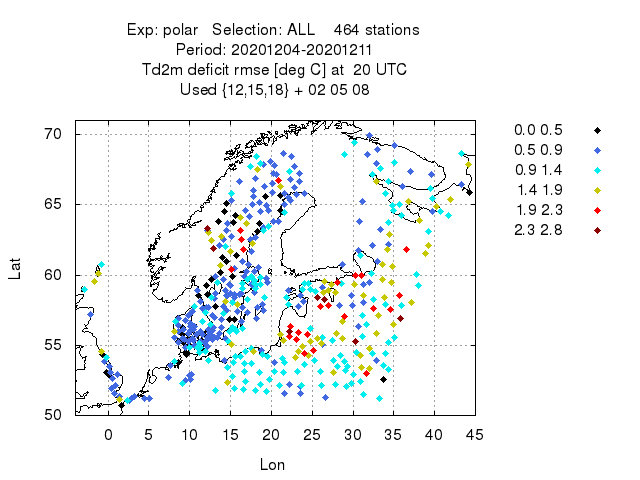 Exp: polar Selection: ALL 464 stations
Period: 20201204-20201211
Td2m deficit rmse [deg C] at 20 UTC
Used {12,15,18} + 02 05 08
0.0 0.5
0.5 0.9
0.9 1.4
1.4 1.9
1.9 2.3
2.3 2.8
70
65
60
55
50
Lat
0 5 10 15 20 25 30 35 40 45
Lon